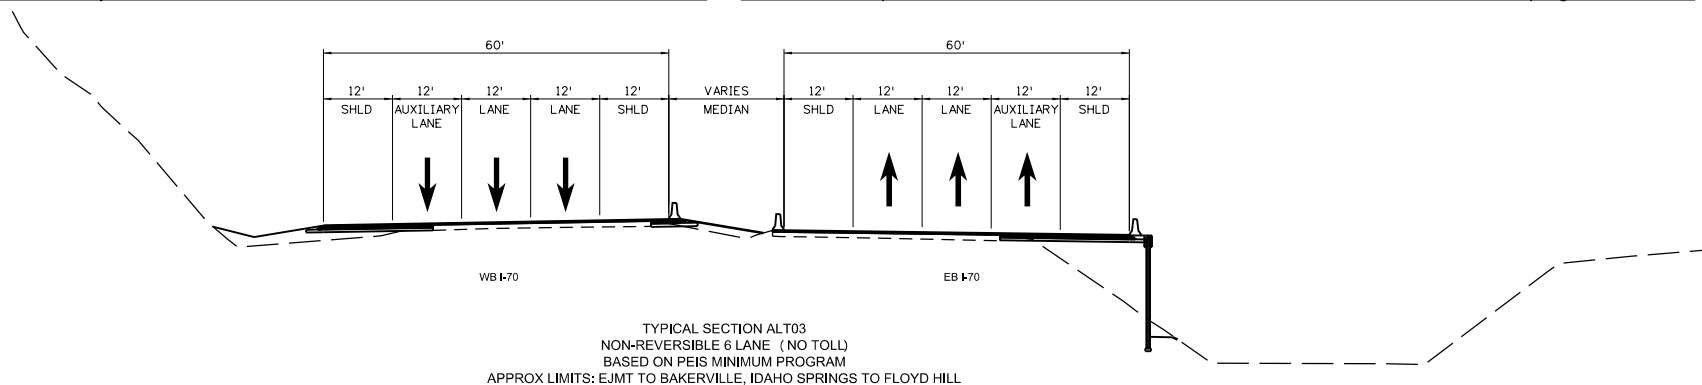 60' 60'
12' 12' 12' 12' 12' VARIES 12' 12' 12' 12' 12'
SHLD AUXILIARY LANE LANE LANE SHLD MEDIAN SHLD LANE LANE AUXILIARY LANE SHLD
WB I-70 EB I-70
TYPICAL SECTION ALT03
NON-REVERSIBLE 6 LANE (NO TOLL)
BASED ON PEIS MINIMUM PROGRAM
APPROX LIMITS: EJMT TO BAKERVILLE, IDAHO SPRINGS TO FLOYD HILL